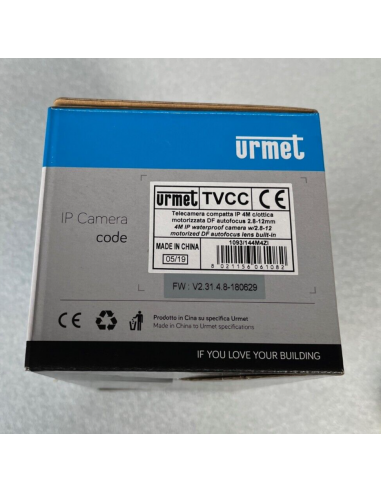 urmet
IP Camera
code
urmet TVCC CE
Telecamera compatta IP 4M c/ottica
motorizzata DF autofocus 2.8-12mm
4M IP waterproof camera w/2.8-12
motorized DF autofocus lens built-in
MADE IN CHINA
1093/144M4ZI
05/19
8 021156 061082
FW : V2.31 4.8-180629
CE
Prodotto in Cina su specifica Urmet
Made in China to Urmet specifications
IF YOU LOVE YOUR BUILDING